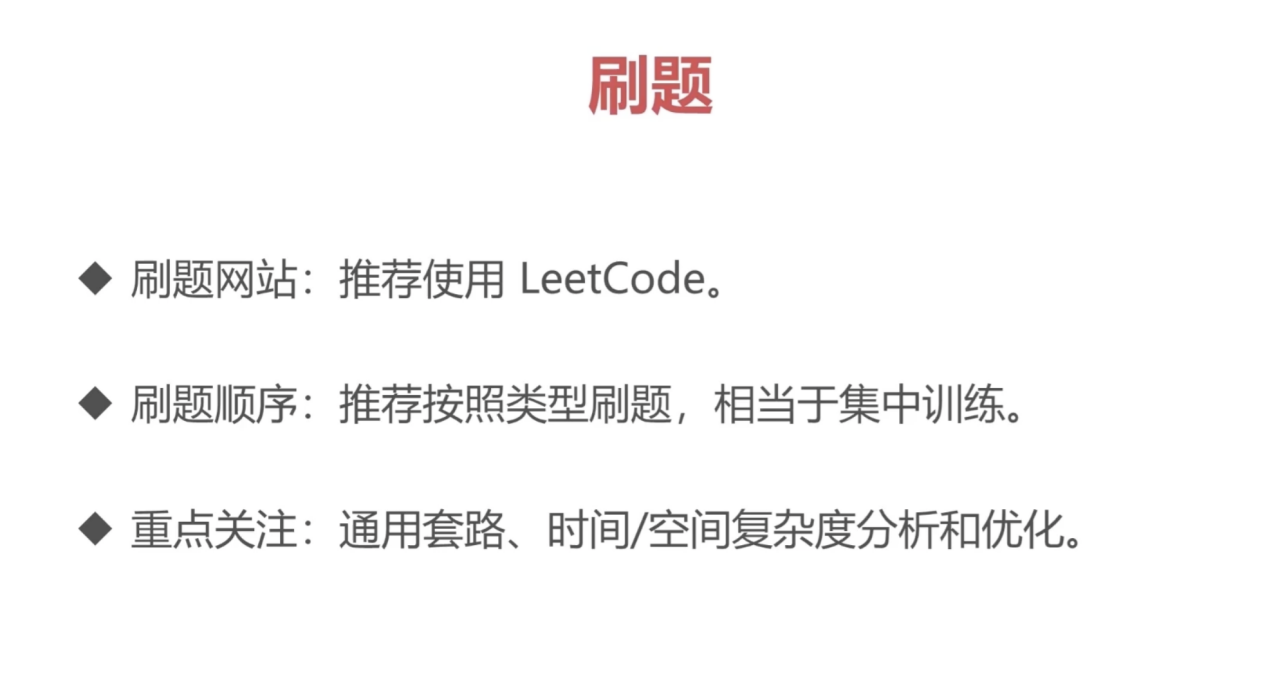 刷题
◆ 刷题网站：推荐使用 LeetCode。
◆ 刷题顺序：推荐按照类型刷题，相当于集中训练。
◆ 重点关注：通用套路、时间/空间复杂度分析和优化。